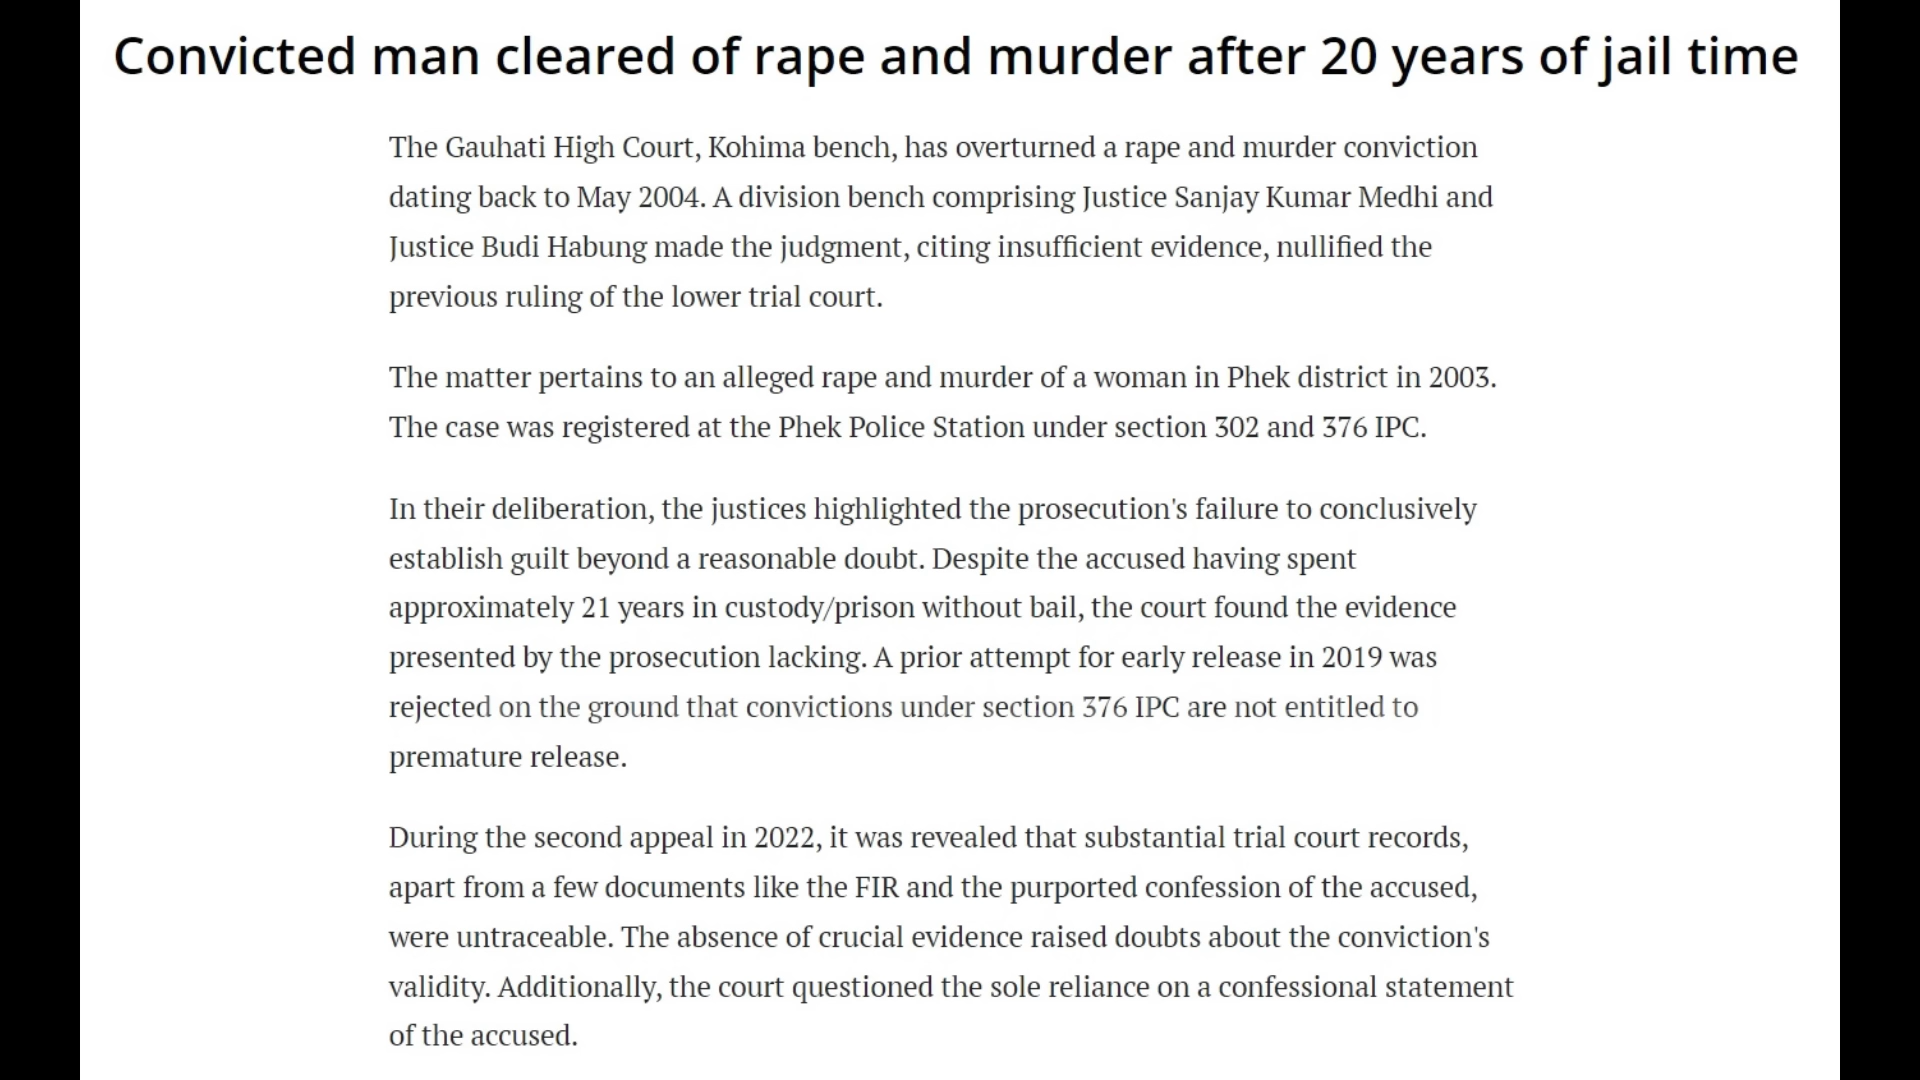 Convicted man cleared of rape and murder after 20 years of jail time
The Gauhati High Court, Kohima bench, has overturned a rape and murder conviction
dating back to May 2004. A division bench comprising Justice Sanjay Kumar Medhi and
Justice Budi Habung made the judgment, citing insufficient evidence, nullified the
previous ruling of the lower trial court.
The matter pertains to an alleged rape and murder of a woman in Phek district in 2003.
The case was registered at the Phek Police Station under section 302 and 376 IPC.
In their deliberation, the justices highlighted the prosecution's failure to conclusively
establish guilt beyond a reasonable doubt. Despite the accused having spent
approximately 21 years in custody/prison without bail, the court found the evidence
presented by the prosecution lacking. A prior attempt for early release in 2019 was
rejected on the ground that convictions under section 376 IPC are not entitled to
premature release.
During the second appeal in 2022, it was revealed that substantial trial court records,
apart from a few documents like the FIR and the purported confession of the accused,
were untraceable. The absence of crucial evidence raised doubts about the conviction's
validity. Additionally, the court questioned the sole reliance on a confessional statement
of the accused.